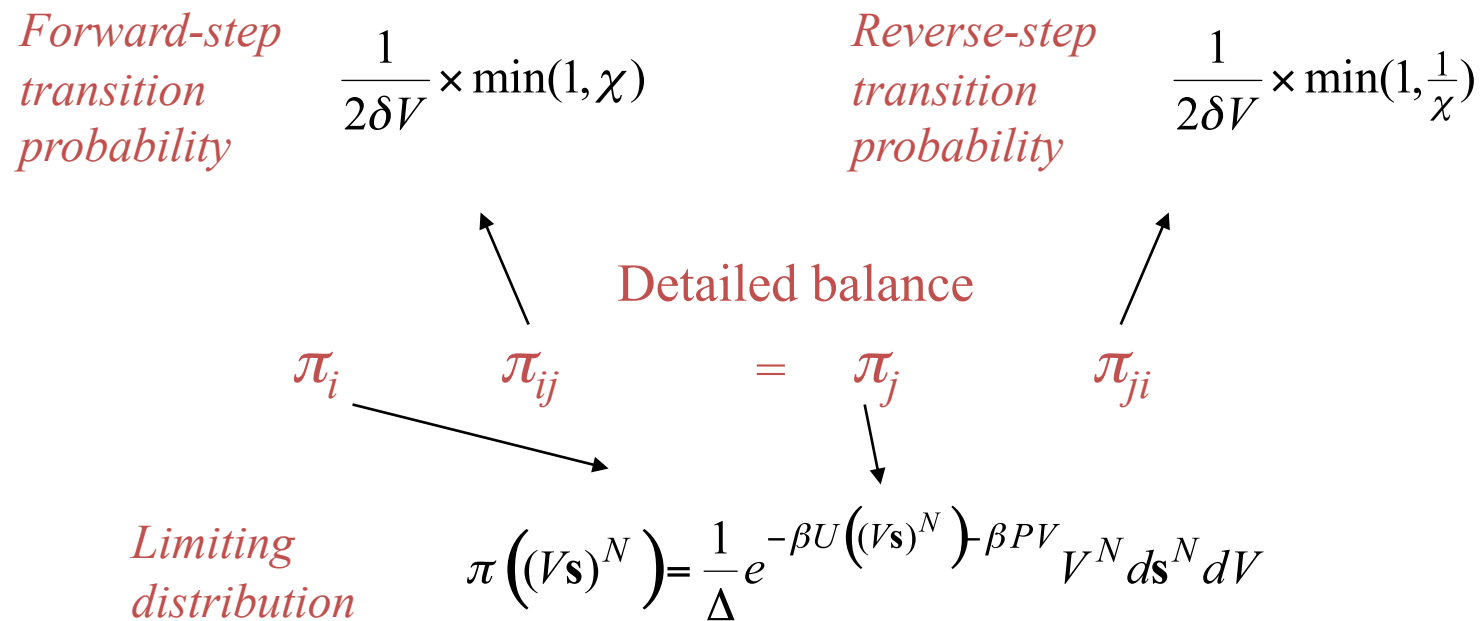 Forward-step
transition
probability
1/(2δV) × min(1, χ)
Reverse-step
transition
probability
1/(2δV) × min(1, 1/χ)
Detailed balance
π_i π_ij = π_j π_ji
Limiting
distribution
π((V𝐬)^N) = 1/Δ e^(−βU((V𝐬)^N)−βPV) V^N d𝐬^N dV